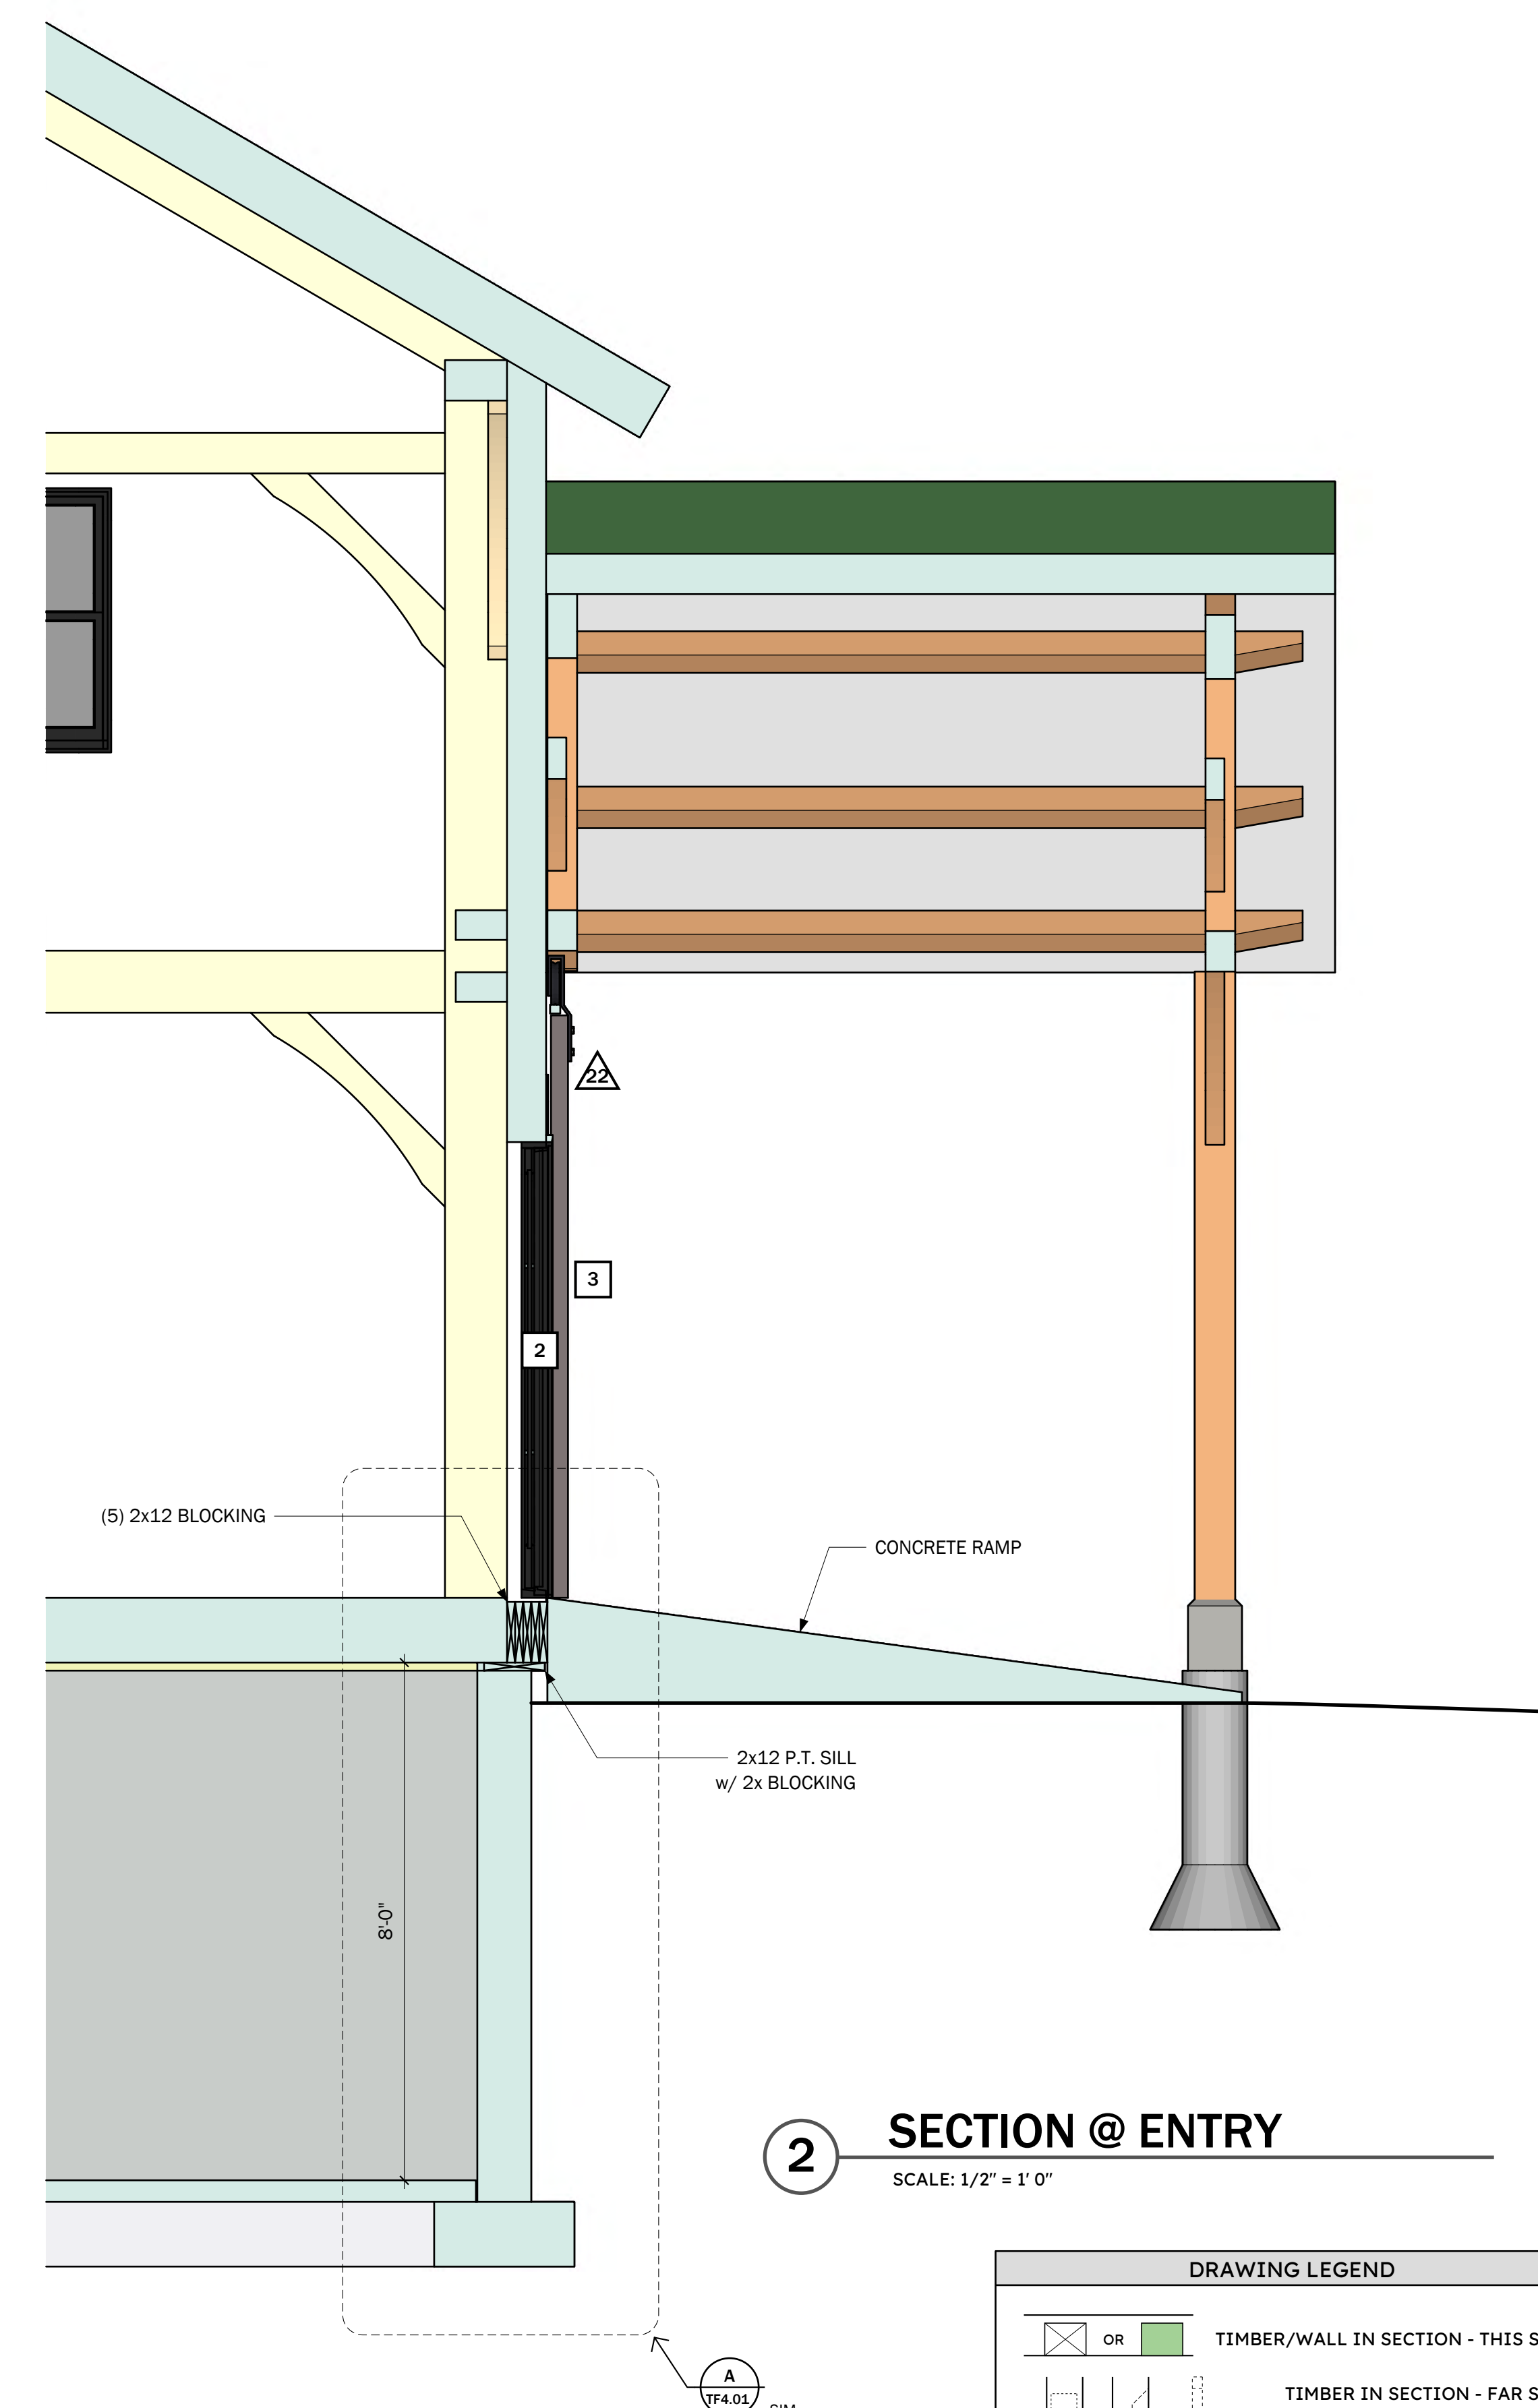 22
3
2
(5) 2x12 BLOCKING
CONCRETE RAMP
2x12 P.T. SILL
w/ 2x BLOCKING
8'-0"
2
SECTION @ ENTRY
SCALE: 1/2" = 1' 0"
DRAWING LEGEND
OR
TIMBER/WALL IN SECTION - THIS S
TIMBER IN SECTION - FAR S
A
TF4.01
SIM